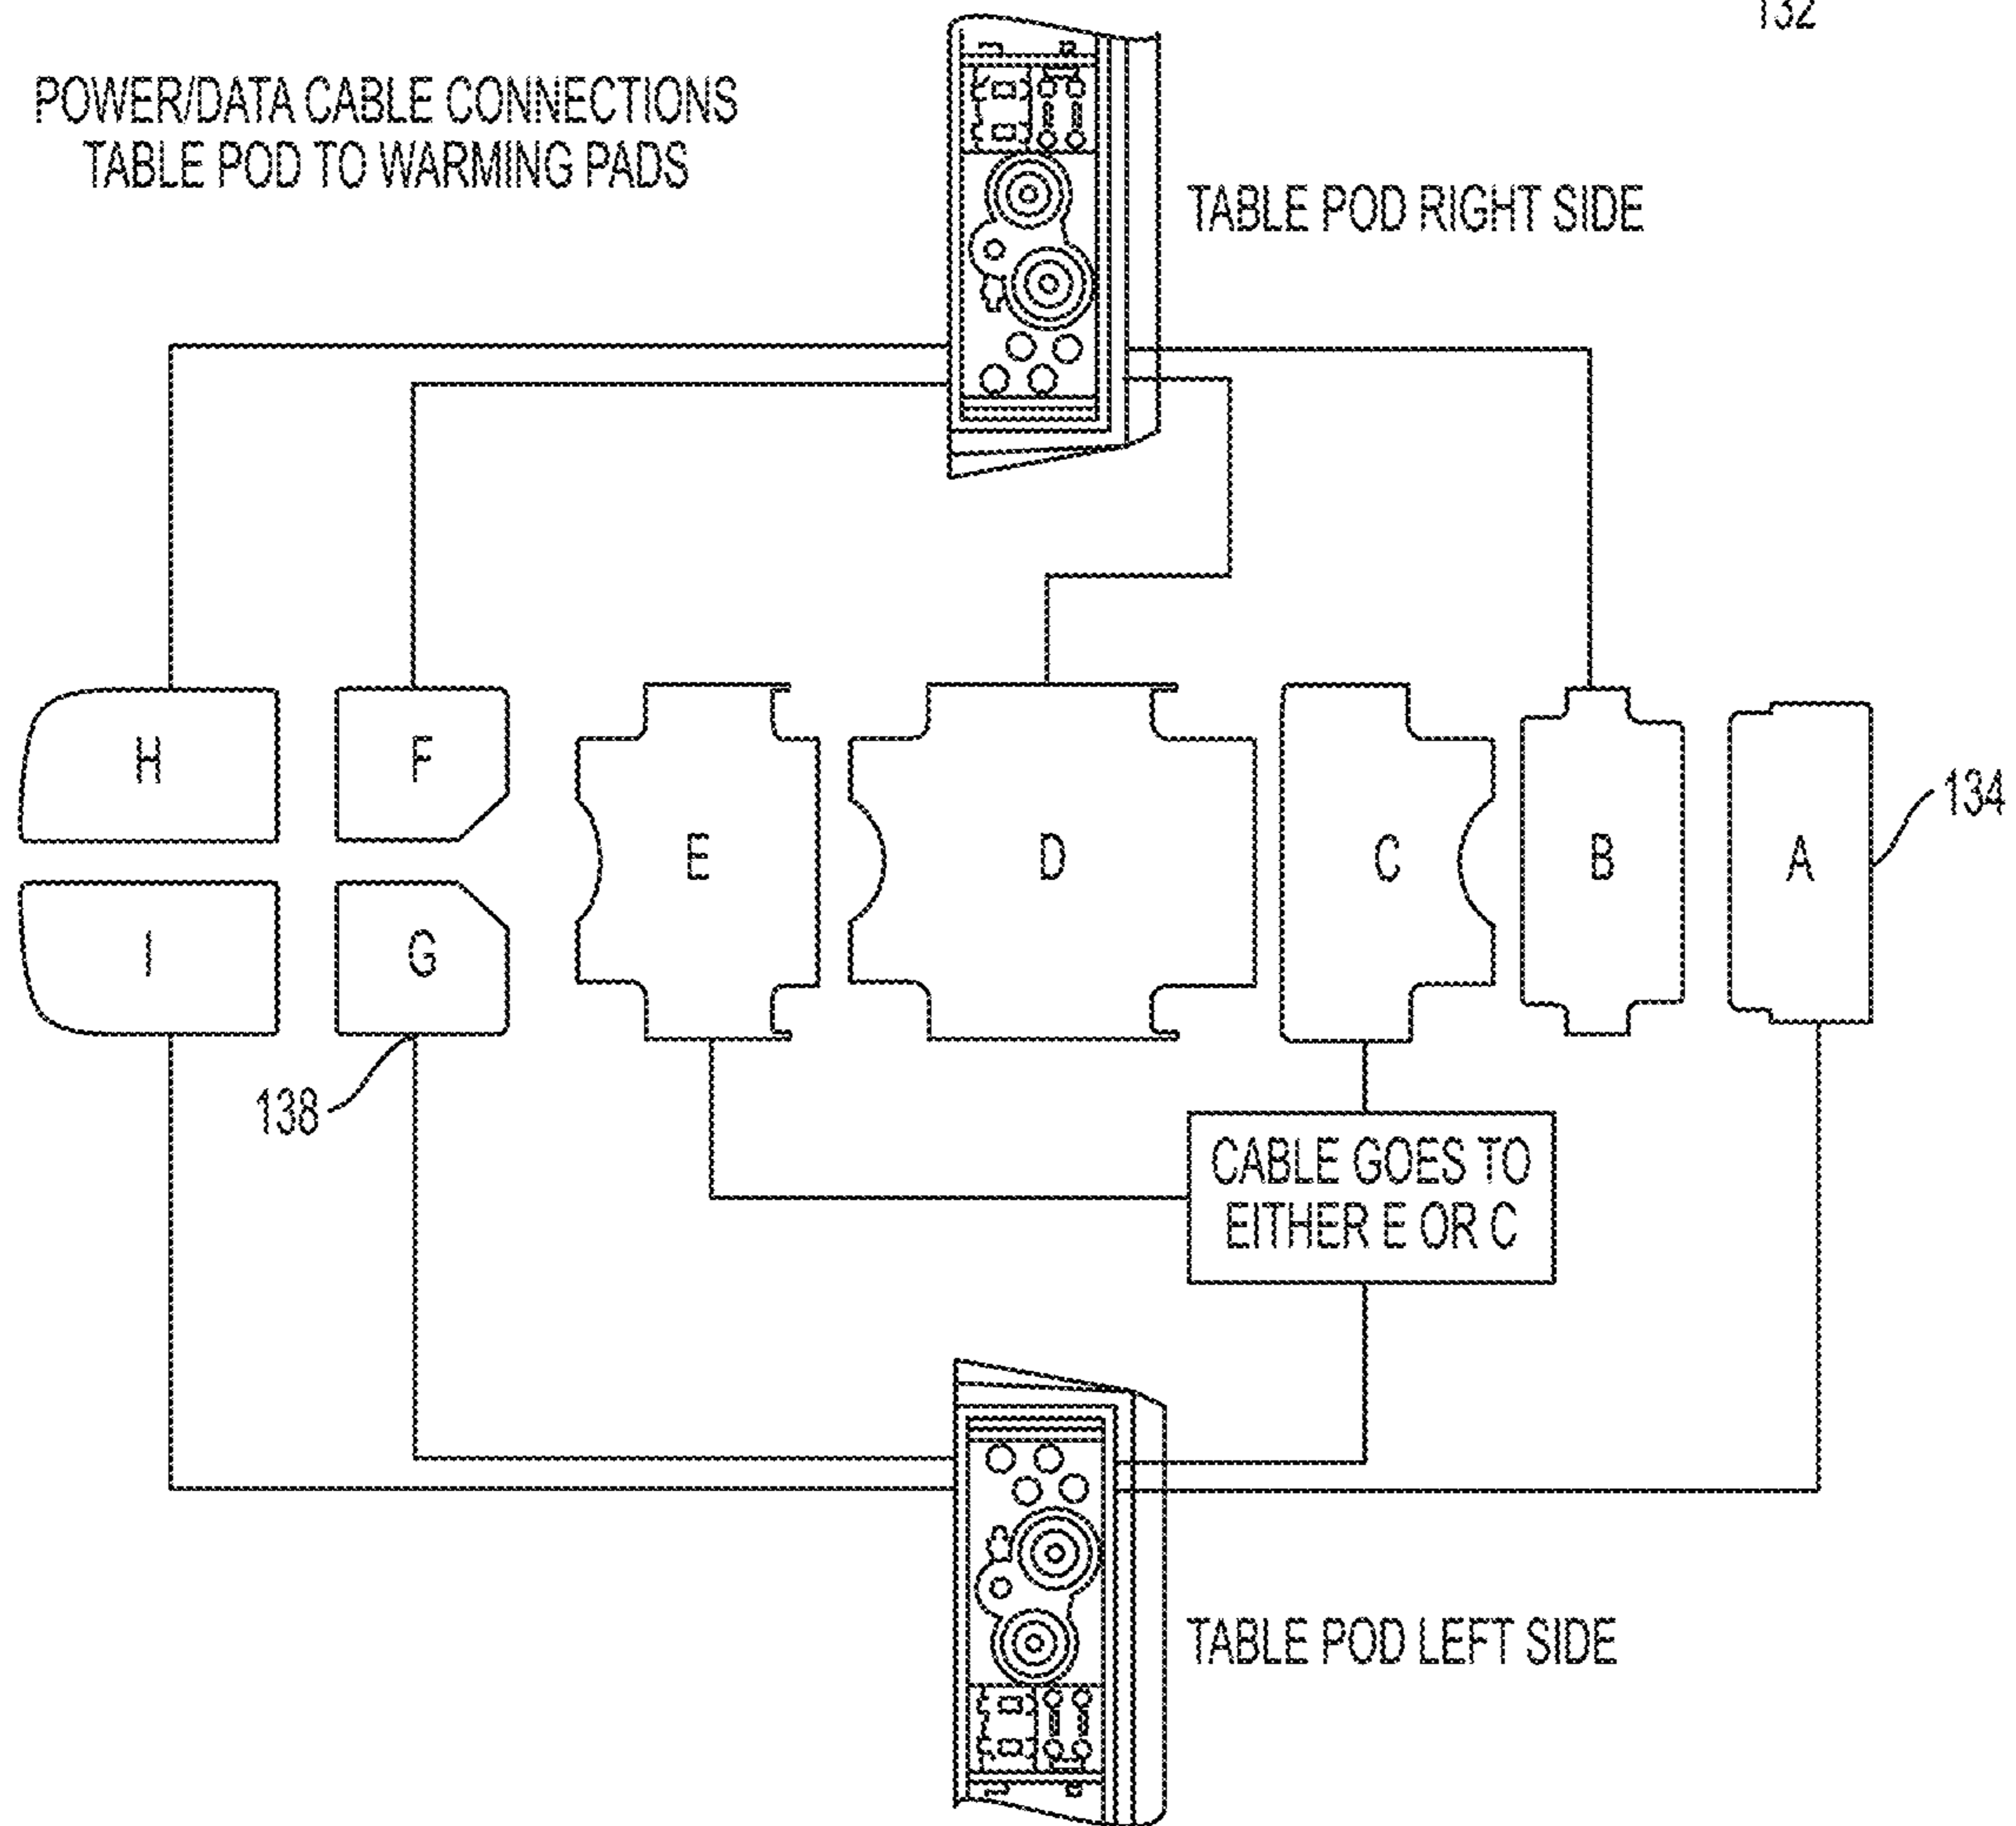 132
POWER/DATA CABLE CONNECTIONS
TABLE POD TO WARMING PADS
TABLE POD RIGHT SIDE
H
F
E
D
C
B
A
134
I
G
138
CABLE GOES TO
EITHER E OR C
TABLE POD LEFT SIDE